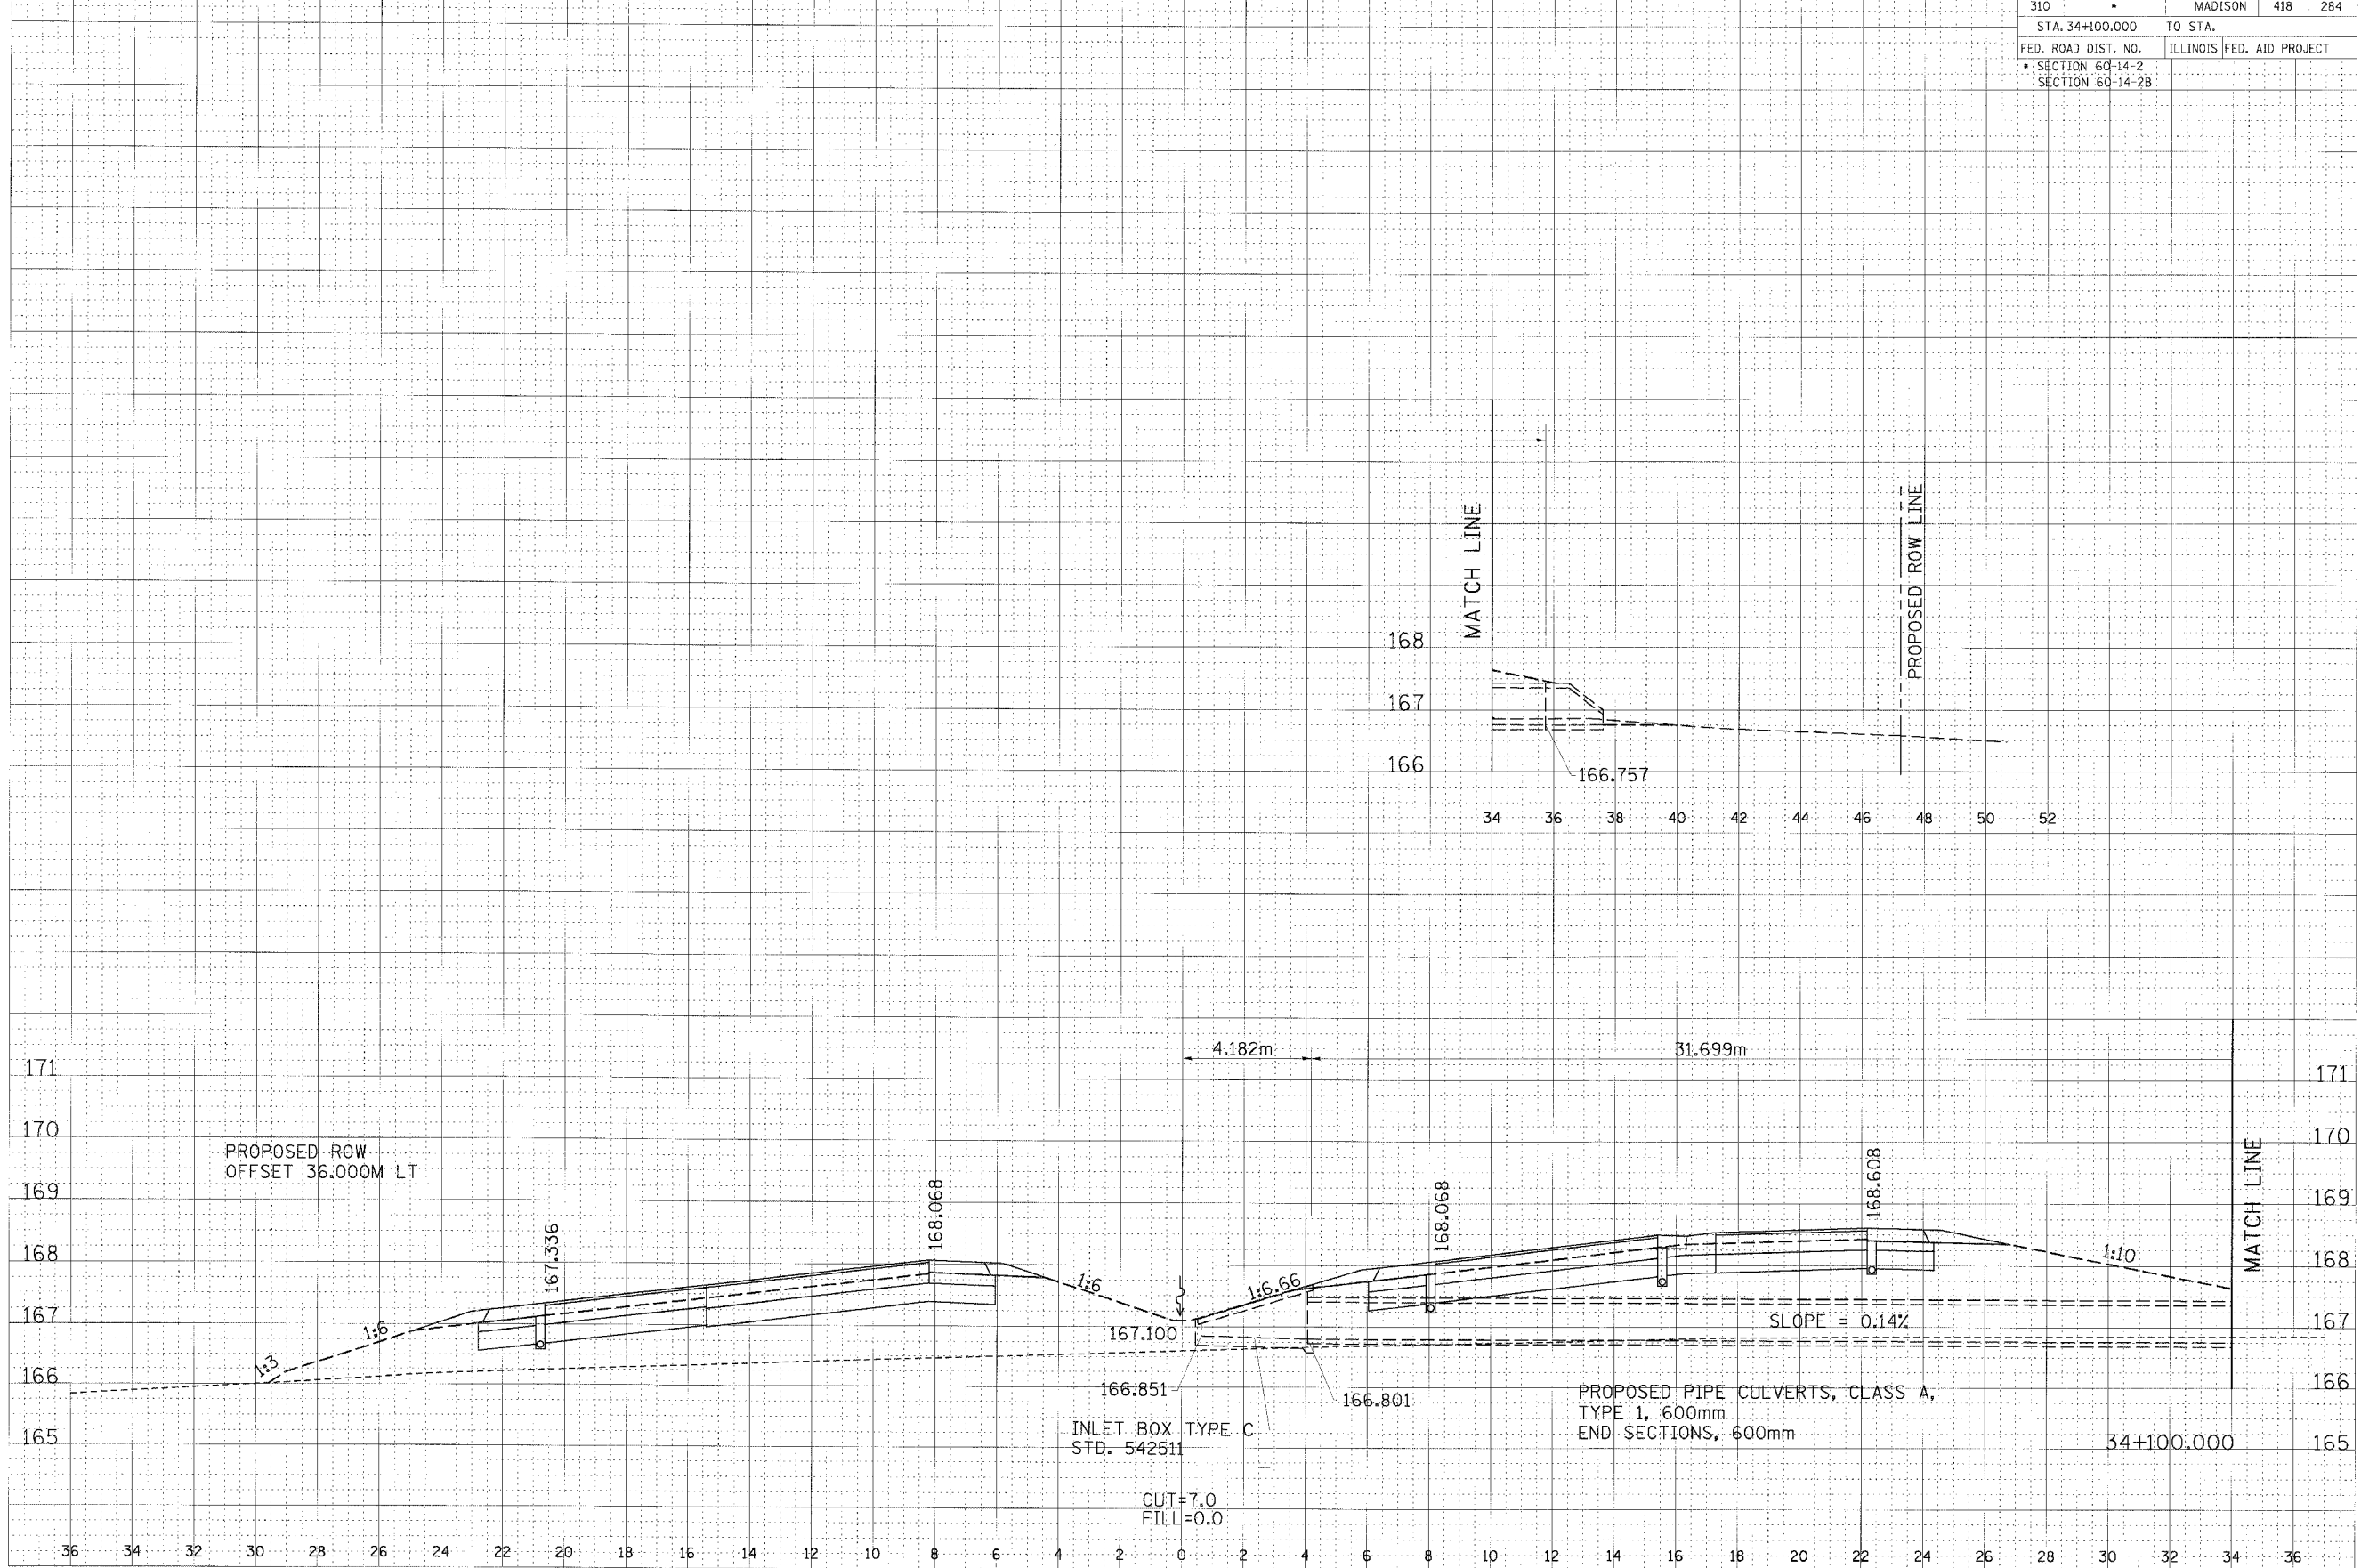 310 • MADISON 418 284
STA. 34+100.000 TO STA.
FED. ROAD DIST. NO. ILLINOIS FED. AID PROJECT
• SECTION 60-14-2
SECTION 60-14-2B
MATCH LINE
PROPOSED ROW LINE
168
167
166
166.757
34 36 38 40 42 44 46 48 50 52
4.182m
31.699m
171 171
170 170
PROPOSED ROW
OFFSET 36.000M LT
MATCH LINE
169 169
167.336
168.068
168.068
168.608
168 168
1:6
1:6.66
1:10
167 167
1:6
167.100
SLOPE = 0.14%
1:3
166 166
166.851
166.801
PROPOSED PIPE CULVERTS, CLASS A,
TYPE 1, 600mm
END SECTIONS, 600mm
INLET BOX TYPE C
STD. 542511
165 165
34+100.000
CUT=7.0
FILL=0.0
36 34 30 28 26 24 22 20 18 16 14 12 10 8 6 4 2 0 2 4 6 8 10 12 14 16 18 20 22 24 26 28 30 32 34 36